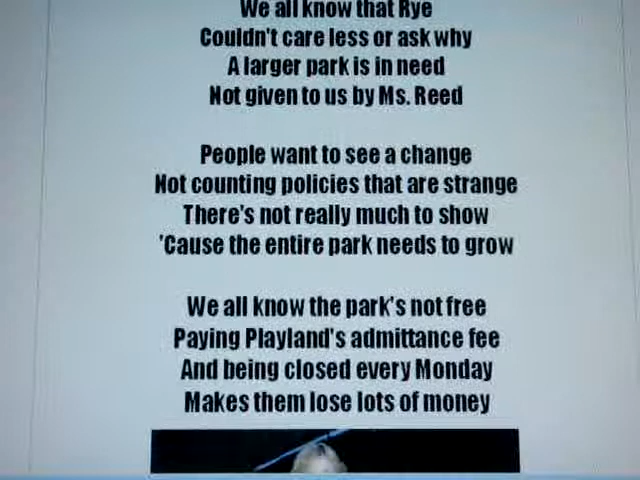 We all know that Rye
Couldn't care less or ask why
A larger park is in need
Not given to us by Ms. Reed
People want to see a change
Not counting policies that are strange
There's not really much to show
'Cause the entire park needs to grow
We all know the park's not free
Paying Playland's admittance fee
And being closed every Monday
Makes them lose lots of money